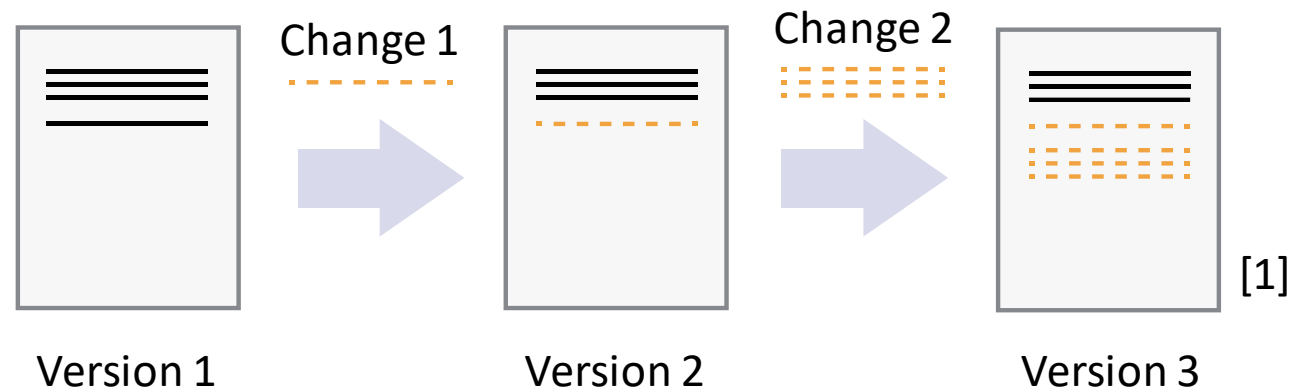 Change 1
Change 2
[1]
Version 1
Version 2
Version 3